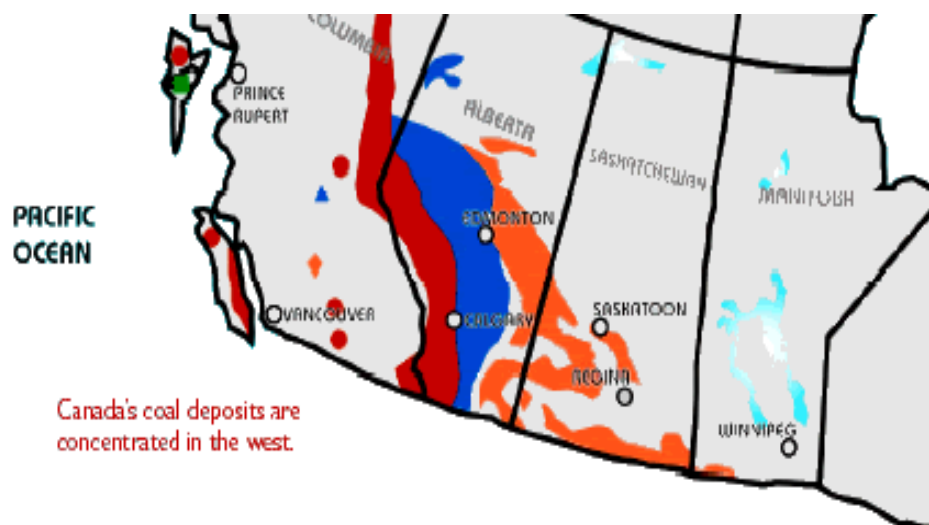 COLUMBIA
PRINCE
RUPERT
ALBERTA
SASKATCHEWAN
MANITOBA
PACIFIC
OCEAN
EDMONTON
VANCOUVER
CALGARY
SASKATOON
REGINA
WINNIPEG
Canada's coal deposits are
concentrated in the west.